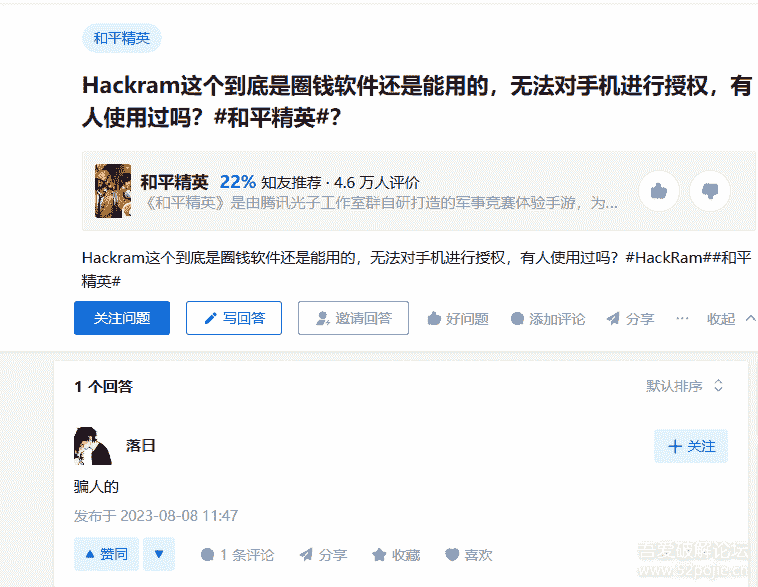 和平精英
Hackram这个到底是圈钱软件还是能用的，无法对手机进行授权，有
人使用过吗？#和平精英#？
和平精英 22% 知友推荐 · 4.6 万人评价
《和平精英》是由腾讯光子工作室群自研打造的军事竞赛体验手游，为...
Hackram这个到底是圈钱软件还是能用的，无法对手机进行授权，有人使用过吗？#HackRam##和平
精英#
关注问题 写回答 邀请回答 好问题 添加评论 分享 ··· 收起
1 个回答 默认排序
落日 + 关注
骗人的
发布于 2023-08-08 11:47
赞同 1 条评论 分享 收藏 喜欢
吾爱破解论坛
www.52pojie.cn